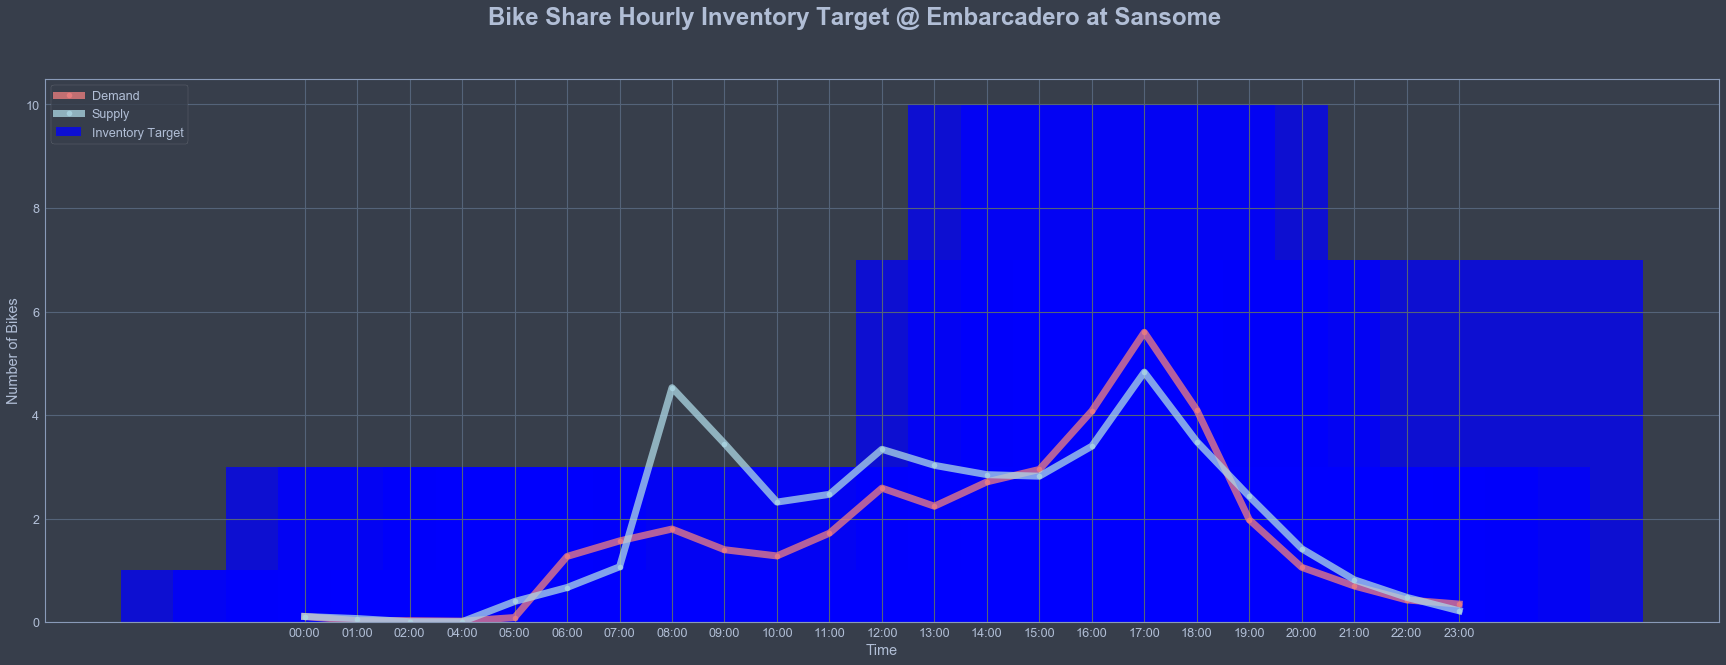 Bike Share Hourly Inventory Target @ Embarcadero at Sansome
Demand
Supply
Inventory Target
Number of Bikes
10
8
6
4
2
0
00:00 01:00 02:00 04:00 05:00 06:00 07:00 08:00 09:00 10:00 11:00 12:00 13:00 14:00 15:00 16:00 17:00 18:00 19:00 20:00 21:00 22:00 23:00
Time